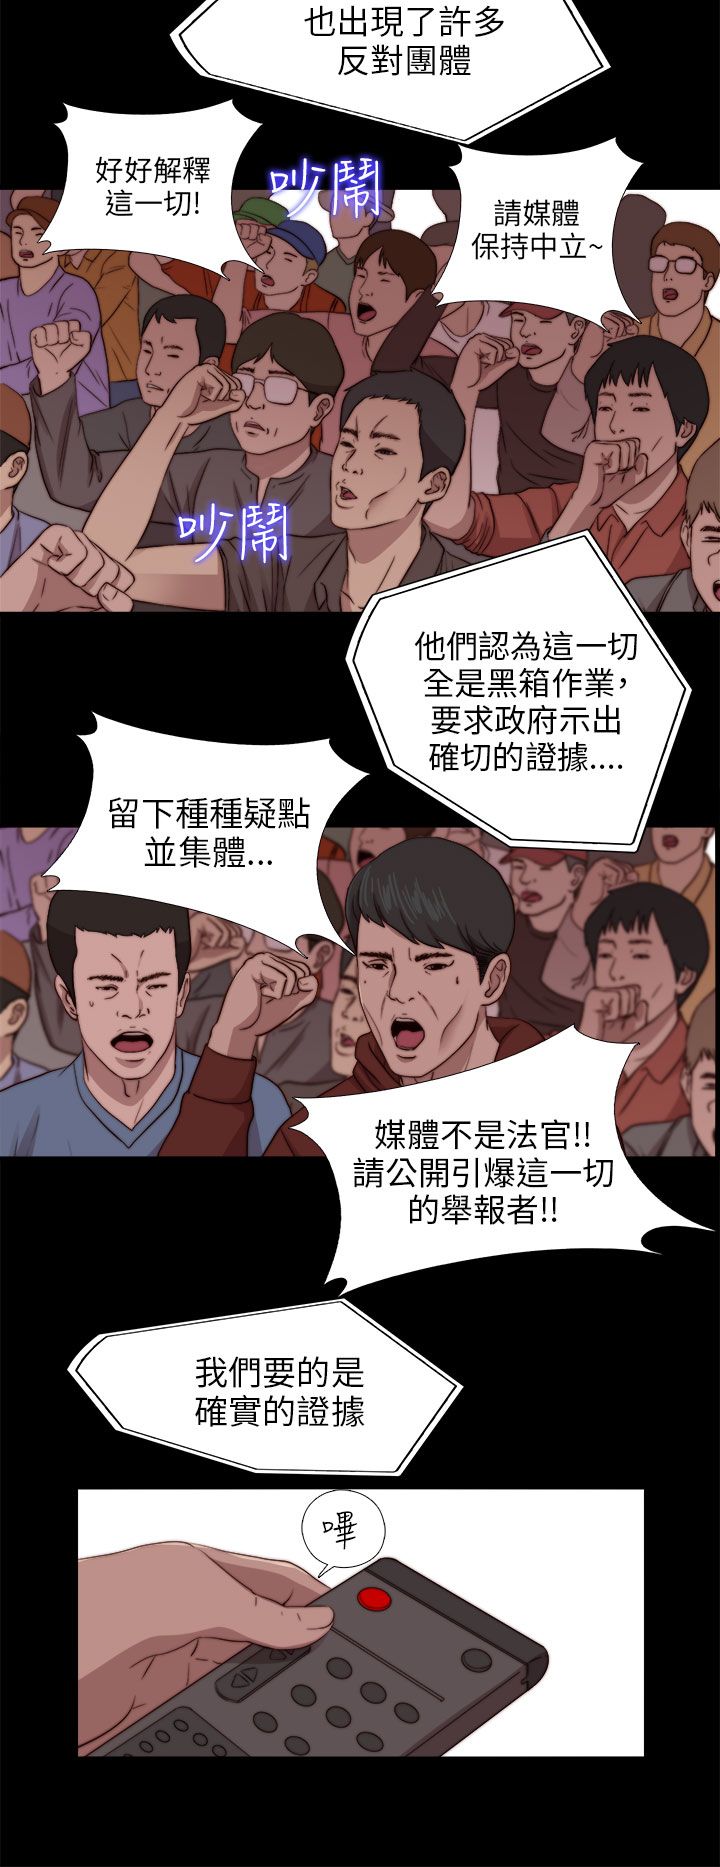 也出現了許多
反對團體
好好解釋
這一切!
吵鬧
請媒體
保持中立~
吵鬧
他們認為這一切
全是黑箱作業，
要求政府示出
確切的證據....
留下種種疑點
並集體...
媒體不是法官!!
請公開引爆這一切
的舉報者!!
我們要的是
確實的證據
嗶